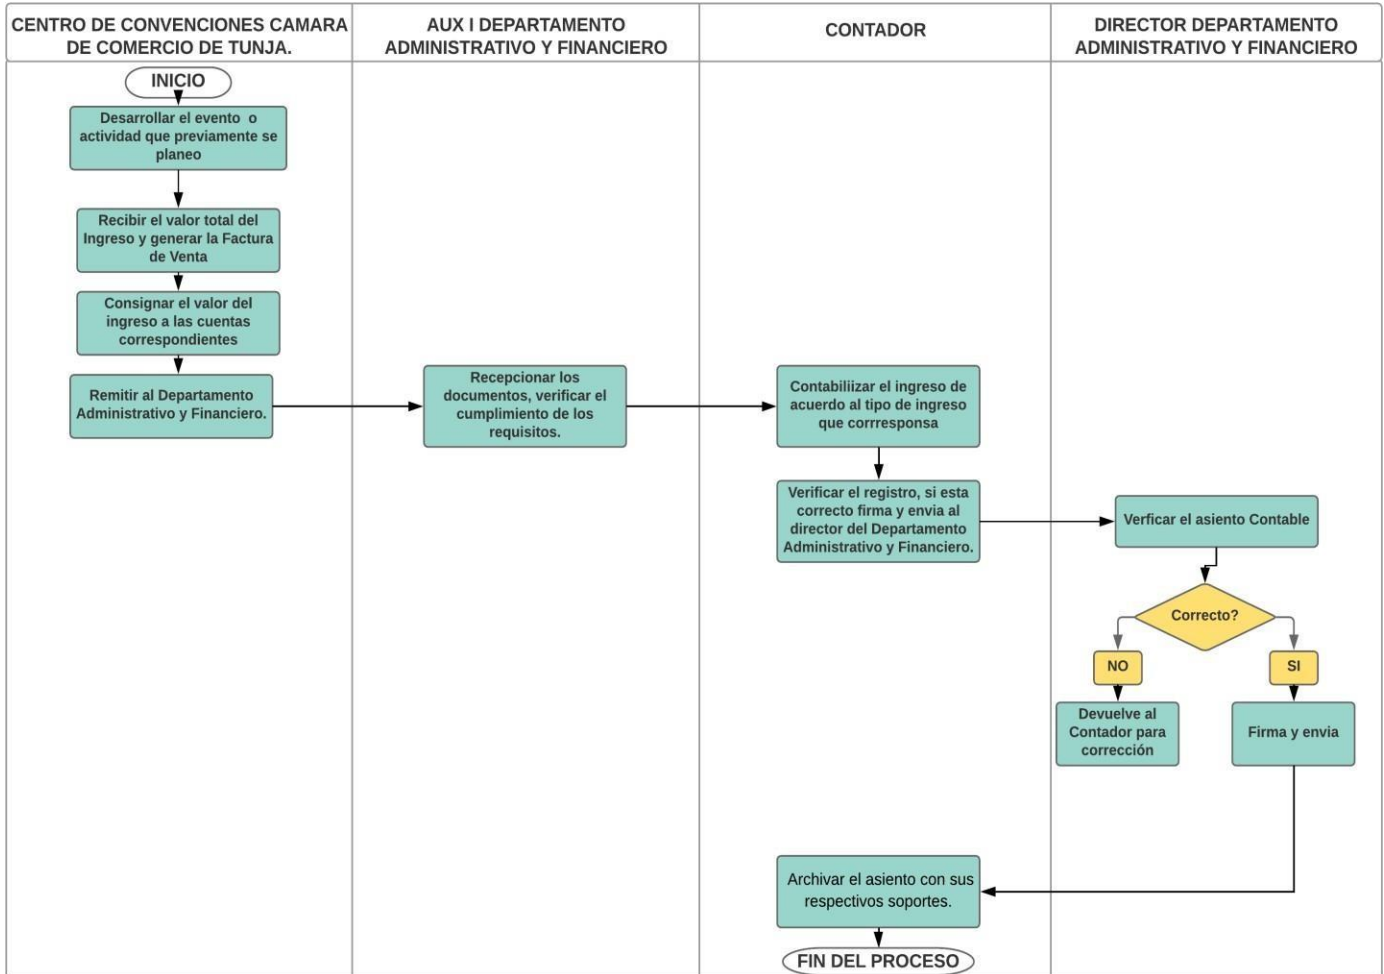 CENTRO DE CONVENCIONES CAMARA
DE COMERCIO DE TUNJA.
AUX I DEPARTAMENTO
ADMINISTRATIVO Y FINANCIERO
CONTADOR
DIRECTOR DEPARTAMENTO
ADMINISTRATIVO Y FINANCIERO
INICIO
Desarrollar el evento o
actividad que previamente se
planeo
Recibir el valor total del
Ingreso y generar la Factura
de Venta
Consignar el valor del
ingreso a las cuentas
correspondientes
Remitir al Departamento
Administrativo y Financiero.
Recepcionar los
documentos, verificar el
cumplimiento de los
requisitos.
Contabiliizar el ingreso de
acuerdo al tipo de ingreso
que corrresponsa
Verificar el registro, si esta
correcto firma y envia al
director del Departamento
Administrativo y Financiero.
Verficar el asiento Contable
Correcto?
NO
SI
Devuelve al
Contador para
corrección
Firma y envia
Archivar el asiento con sus
respectivos soportes.
FIN DEL PROCESO